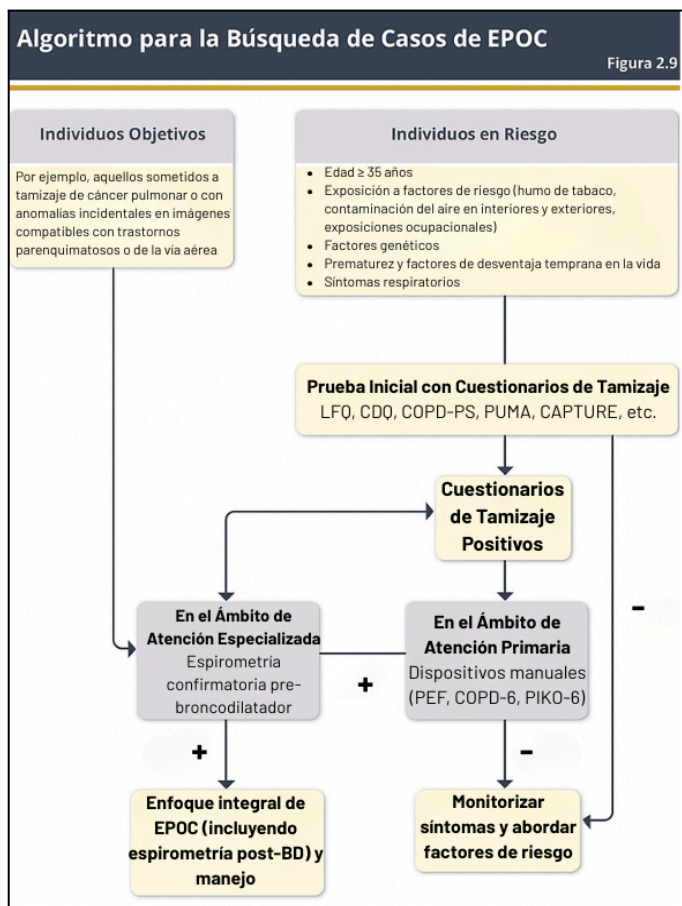 Algoritmo para la Búsqueda de Casos de EPOC
Figura 2.9
Individuos Objetivos
Por ejemplo, aquellos sometidos a
tamizaje de cáncer pulmonar o con
anomalías incidentales en imágenes
compatibles con trastornos
parenquimatosos o de la vía aérea
Individuos en Riesgo
• Edad ≥ 35 años
• Exposición a factores de riesgo (humo de tabaco,
contaminación del aire en interiores y exteriores,
exposiciones ocupacionales)
• Factores genéticos
• Prematurez y factores de desventaja temprana en la vida
• Síntomas respiratorios
Prueba Inicial con Cuestionarios de Tamizaje
LFQ, CDQ, COPD-PS, PUMA, CAPTURE, etc.
Cuestionarios
de Tamizaje
Positivos
En el Ámbito de
Atención Especializada
Espirometría
confirmatoria pre-
broncodilatador
+
En el Ámbito de
Atención Primaria
Dispositivos manuales
(PEF, COPD-6, PIKO-6)
-
+
-
Enfoque integral de
EPOC (incluyendo
espirometría post-BD) y
manejo
Monitorizar
síntomas y abordar
factores de riesgo